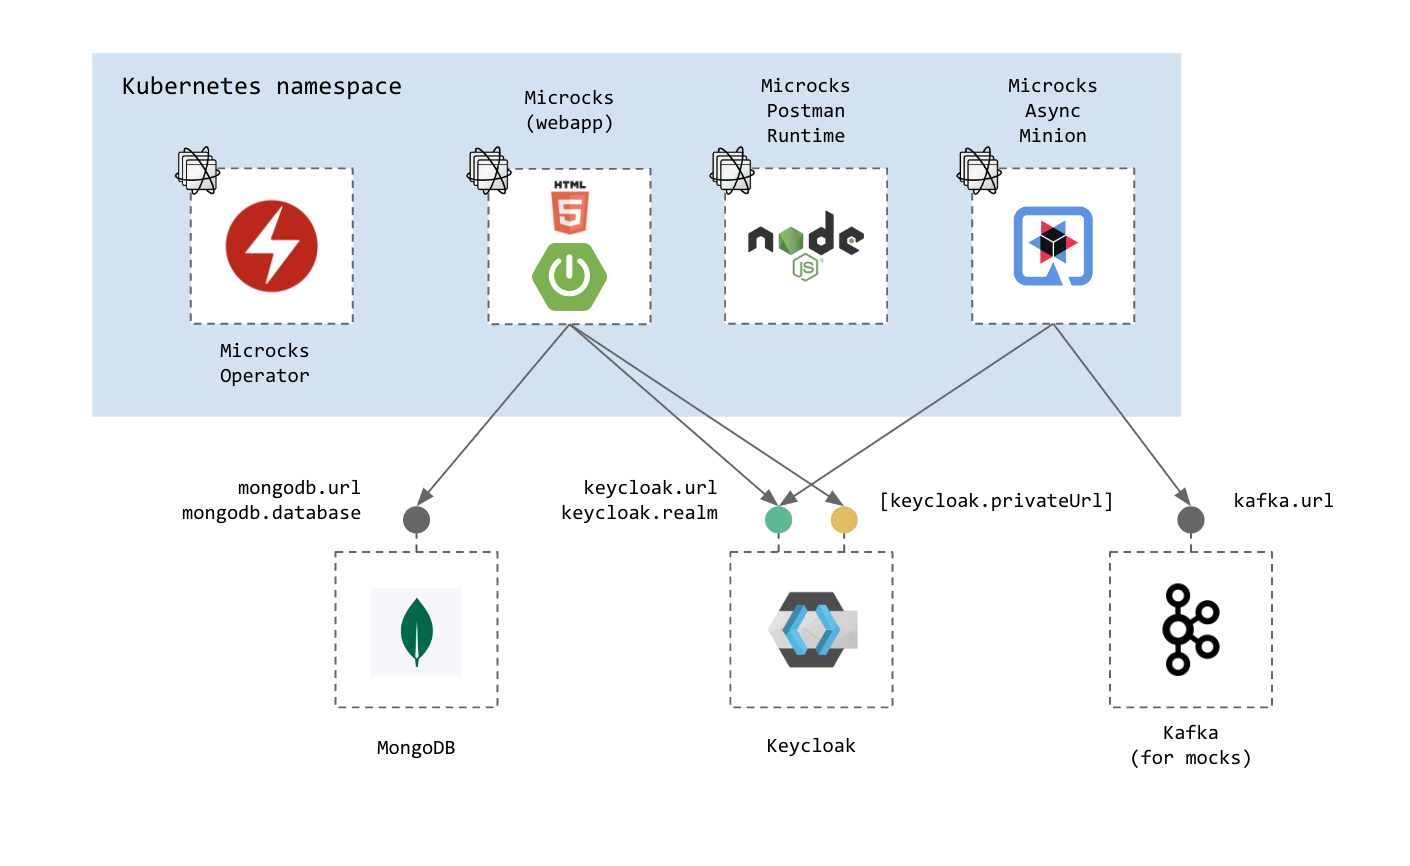 Kubernetes namespace
Microcks
(webapp)
Microcks
Postman
Runtime
Microcks
Async
Minion
HTML
5
node
JS
Microcks
Operator
mongodb.url
mongodb.database
keycloak.url
keycloak.realm
[keycloak.privateUrl]
kafka.url
MongoDB
Keycloak
Kafka
(for mocks)